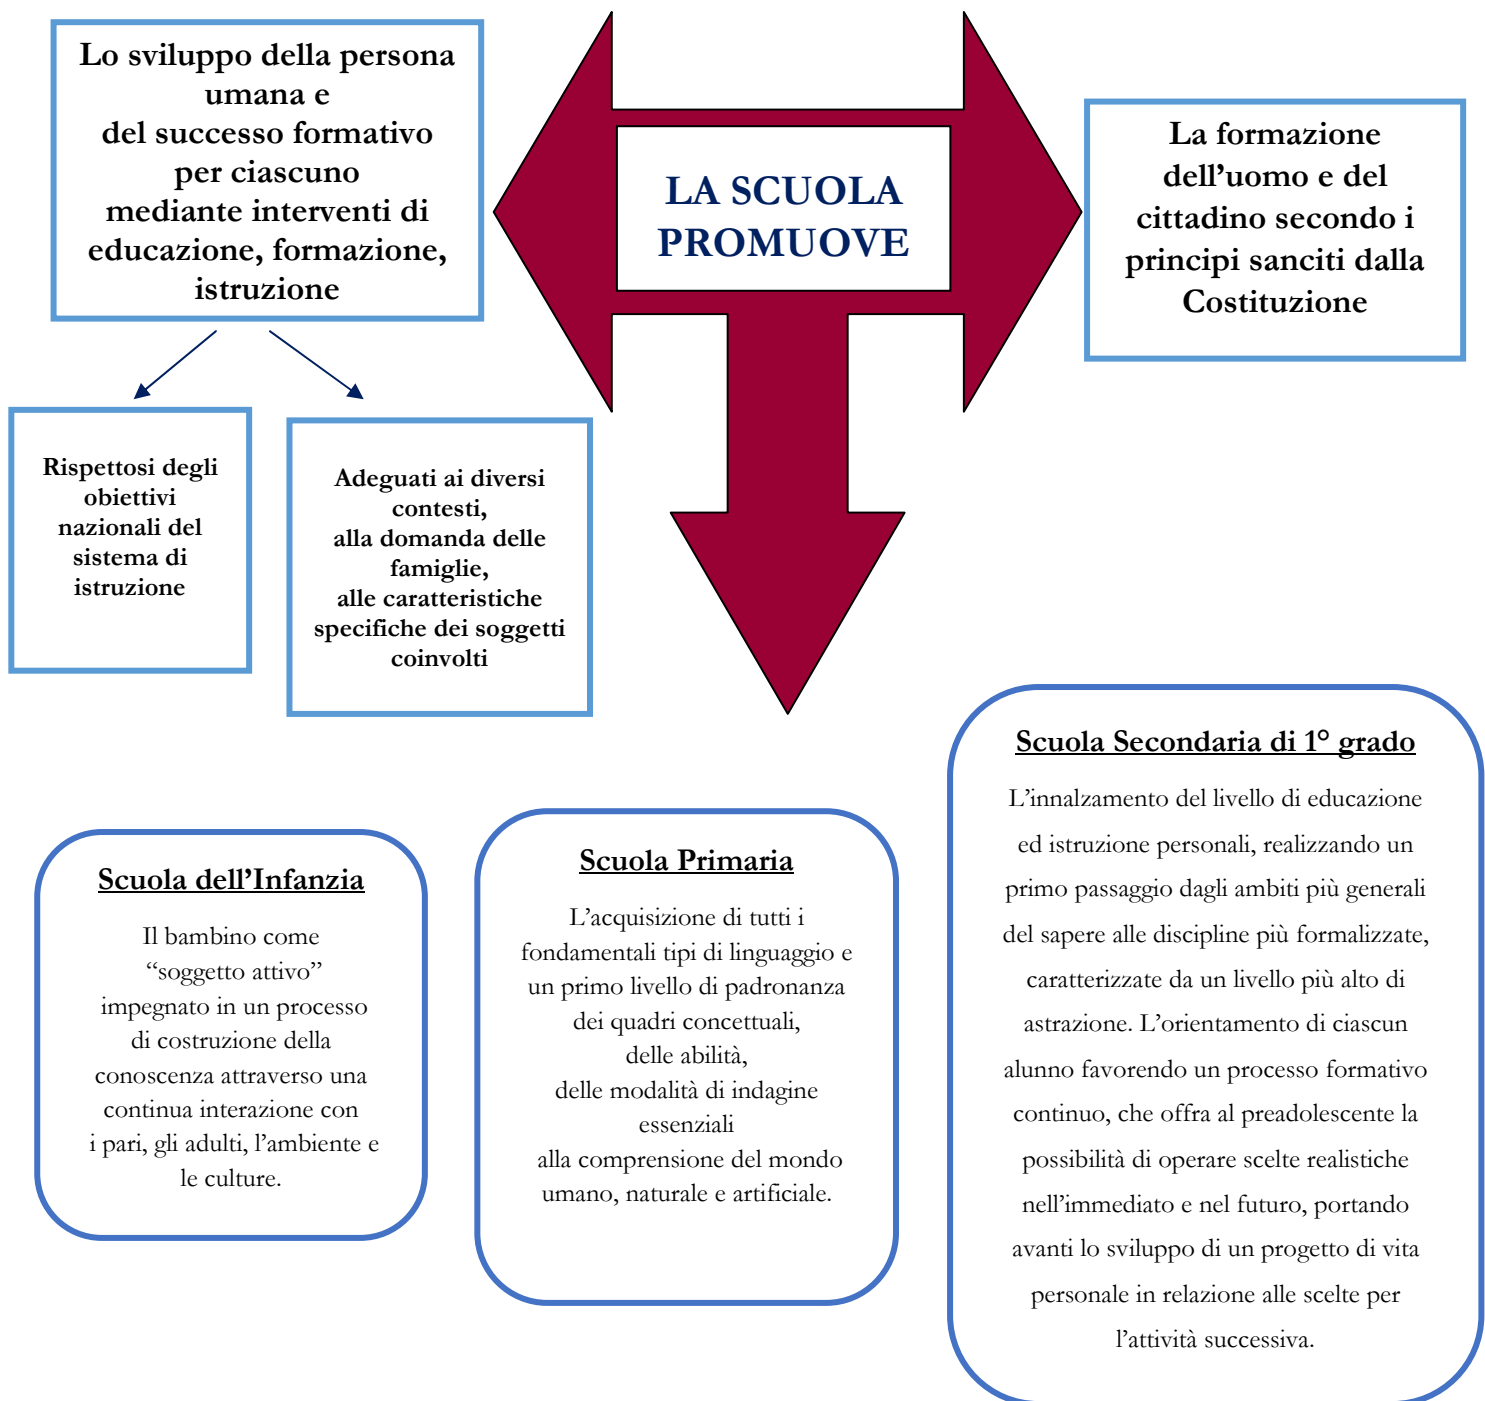 Lo sviluppo della persona
umana e
del successo formativo
per ciascuno
mediante interventi di
educazione, formazione,
istruzione
LA SCUOLA
PROMUOVE
La formazione
dell’uomo e del
cittadino secondo i
principi sanciti dalla
Costituzione
Rispettosi degli
obiettivi
nazionali del
sistema di
istruzione
Adeguati ai diversi
contesti,
alla domanda delle
famiglie,
alle caratteristiche
specifiche dei soggetti
coinvolti
Scuola dell’Infanzia
Il bambino come
“soggetto attivo”
impegnato in un processo
di costruzione della
conoscenza attraverso una
continua interazione con
i pari, gli adulti, l’ambiente e
le culture.
Scuola Primaria
L’acquisizione di tutti i
fondamentali tipi di linguaggio e
un primo livello di padronanza
dei quadri concettuali,
delle abilità,
delle modalità di indagine
essenziali
alla comprensione del mondo
umano, naturale e artificiale.
Scuola Secondaria di 1° grado
L’innalzamento del livello di educazione
ed istruzione personali, realizzando un
primo passaggio dagli ambiti più generali
del sapere alle discipline più formalizzate,
caratterizzate da un livello più alto di
astrazione. L’orientamento di ciascun
alunno favorendo un processo formativo
continuo, che offra al preadolescente la
possibilità di operare scelte realistiche
nell’immediato e nel futuro, portando
avanti lo sviluppo di un progetto di vita
personale in relazione alle scelte per
l’attività successiva.